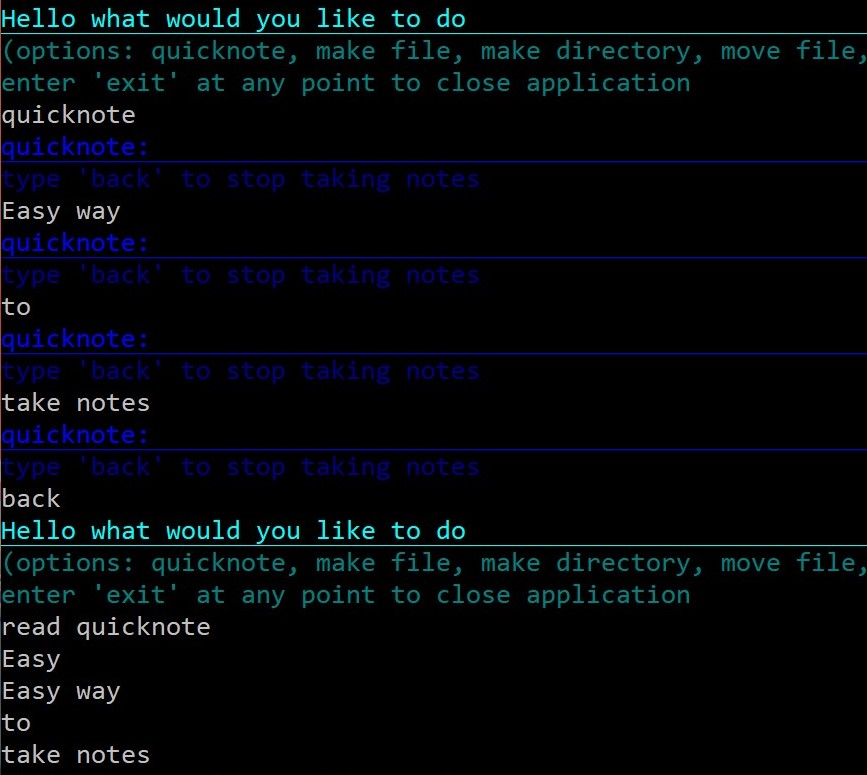 Hello what would you like to do
(options: quicknote, make file, make directory, move file,
enter 'exit' at any point to close application
quicknote
quicknote:
type 'back' to stop taking notes
Easy way
quicknote:
type 'back' to stop taking notes
to
quicknote:
type 'back' to stop taking notes
take notes
quicknote:
type 'back' to stop taking notes
back
Hello what would you like to do
(options: quicknote, make file, make directory, move file,
enter 'exit' at any point to close application
read quicknote
Easy
Easy way
to
take notes